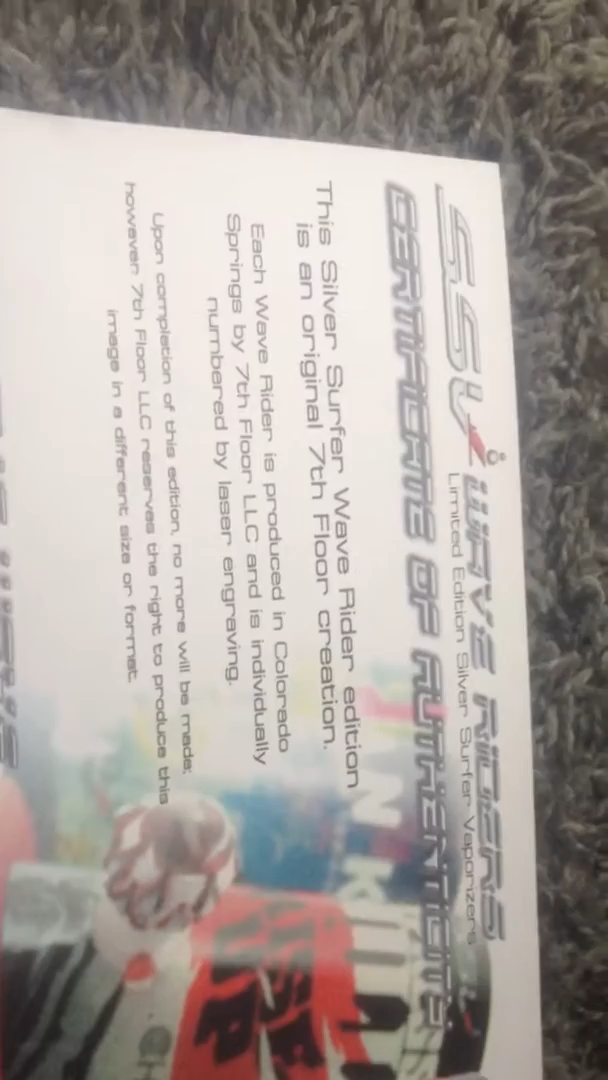 SSV WAVE RIDERS
Limited Edition Silver Surfer Vaporizers
CERTIFICATE OF AUTHENTICITY
This Silver Surfer Wave Rider edition
is an original 7th Floor creation.
Each Wave Rider is produced in Colorado
Springs by 7th Floor LLC and is individually
numbered by laser engraving.
Upon completion of this edition, no more will be made;
however 7th Floor LLC reserves the right to produce this
image in a different size or format.